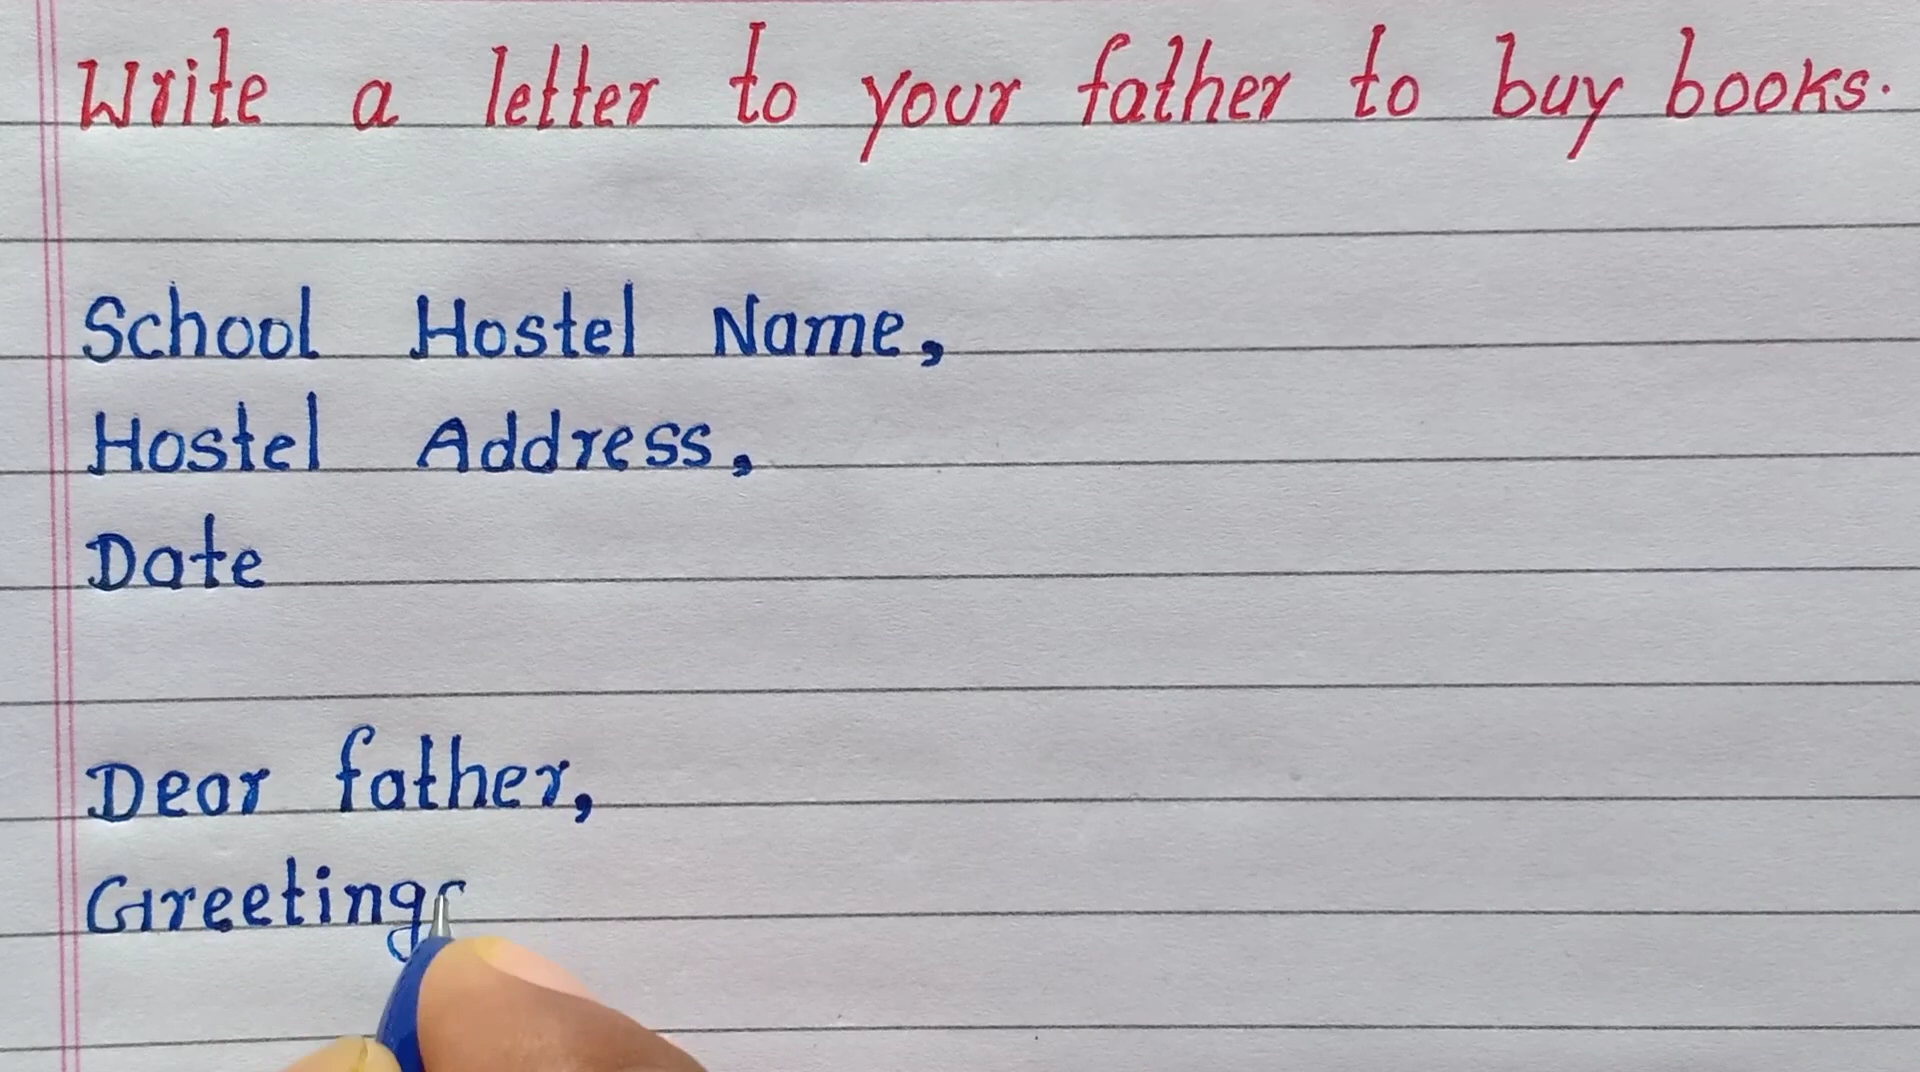 Write a letter to your father to buy books.
School Hostel Name,
Hostel Address,
Date
Dear father,
Greetings